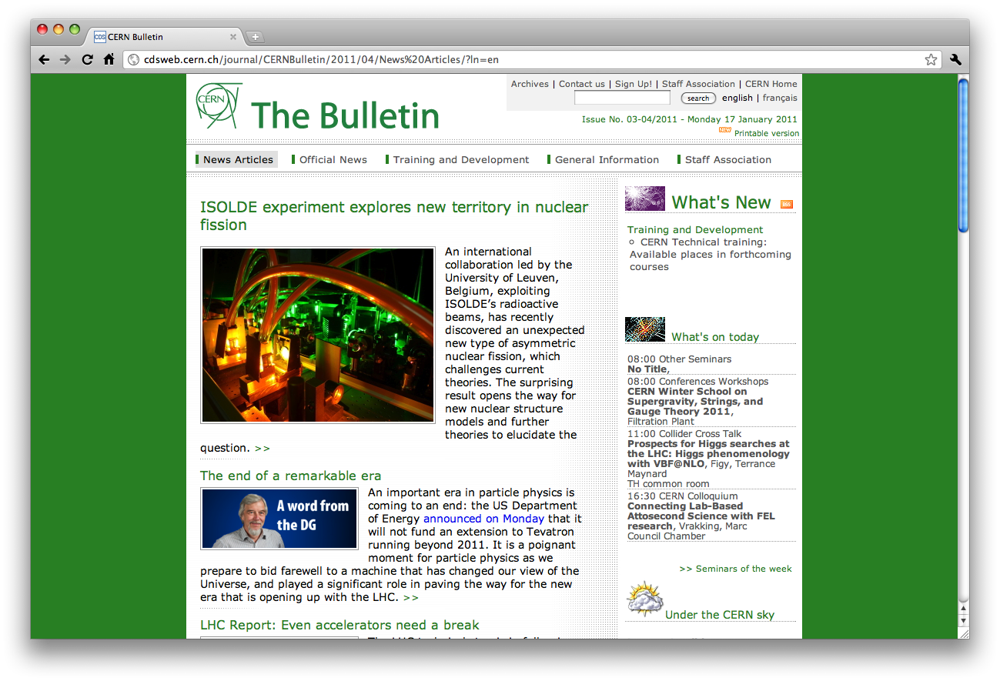 CDS CERN Bulletin
cdsweb.cern.ch/journal/CERNBulletin/2011/04/News%20Articles/?ln=en
CERN
The Bulletin
Archives | Contact us | Sign Up! | Staff Association | CERN Home
search english | français
Issue No. 03-04/2011 - Monday 17 January 2011
NEW Printable version
News Articles Official News Training and Development General Information Staff Association
ISOLDE experiment explores new territory in nuclear
fission
An international
collaboration led by the
University of Leuven,
Belgium, exploiting
ISOLDE’s radioactive
beams, has recently
discovered an unexpected
new type of asymmetric
nuclear fission, which
challenges current
theories. The surprising
result opens the way for
new nuclear structure
models and further
theories to elucidate the
question. >>
The end of a remarkable era
A word from
the DG
An important era in particle physics is
coming to an end: the US Department
of Energy announced on Monday that it
will not fund an extension to Tevatron
running beyond 2011. It is a poignant
moment for particle physics as we
prepare to bid farewell to a machine that has changed our view of the
Universe, and played a significant role in paving the way for the new
era that is opening up with the LHC. >>
LHC Report: Even accelerators need a break
What's New RSS
Training and Development
CERN Technical training:
Available places in forthcoming
courses
What's on today
08:00 Other Seminars
No Title,
08:00 Conferences Workshops
CERN Winter School on
Supergravity, Strings, and
Gauge Theory 2011,
Filtration Plant
11:00 Collider Cross Talk
Prospects for Higgs searches at
the LHC: Higgs phenomenology
with VBF@NLO, Figy, Terrance
Maynard
TH common room
16:30 CERN Colloquium
Connecting Lab-Based
Attosecond Science with FEL
research, Vrakking, Marc
Council Chamber
>> Seminars of the week
Under the CERN sky